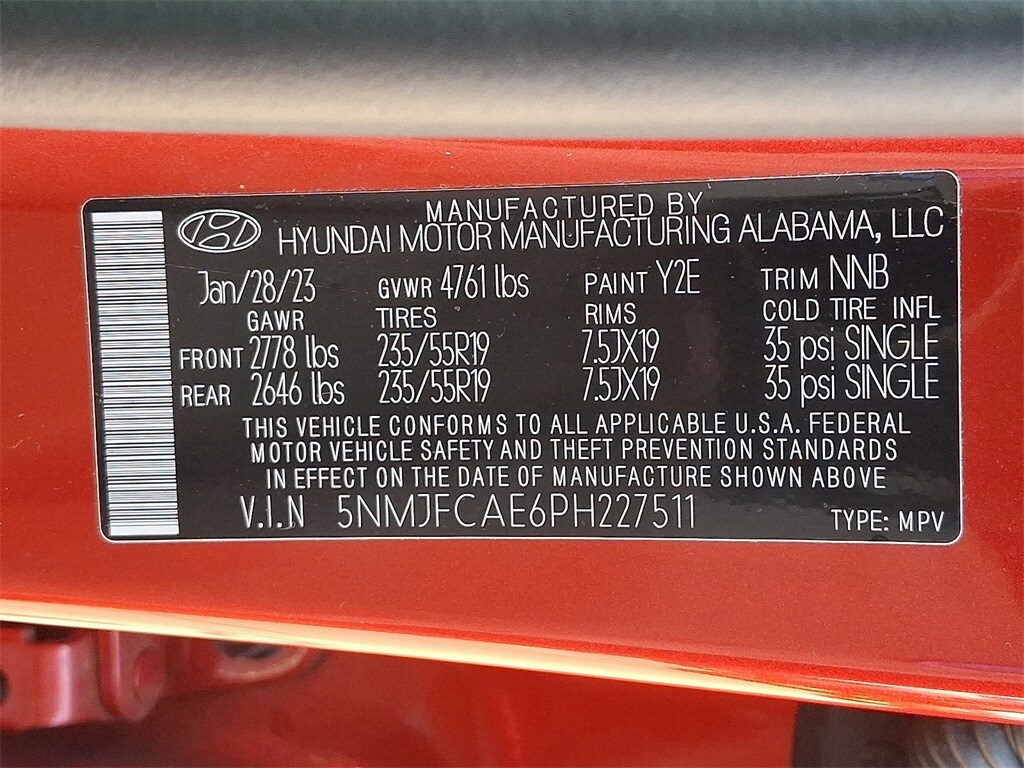 MANUFACTURED BY
HYUNDAI MOTOR MANUFACTURING ALABAMA, LLC
Jan/28/23 GVWR 4761 lbs PAINT Y2E TRIM NNB
GAWR TIRES RIMS COLD TIRE INFL
FRONT 2778 lbs 235/55R19 7.5JX19 35 psi SINGLE
REAR 2646 lbs 235/55R19 7.5JX19 35 psi SINGLE
THIS VEHICLE CONFORMS TO ALL APPLICABLE U.S.A. FEDERAL
MOTOR VEHICLE SAFETY AND THEFT PREVENTION STANDARDS
IN EFFECT ON THE DATE OF MANUFACTURE SHOWN ABOVE
V.I.N 5NMJFCAE6PH227511 TYPE: MPV